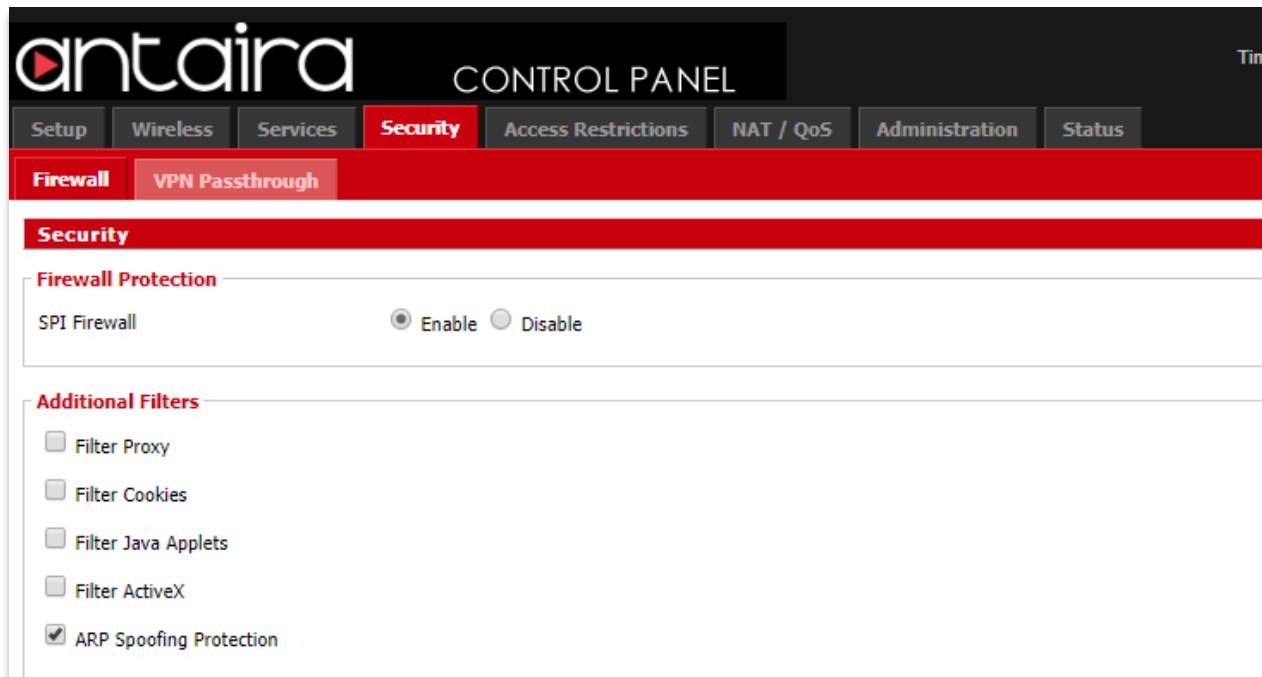 antaira CONTROL PANEL
Setup Wireless Services Security Access Restrictions NAT / QoS Administration Status
Firewall VPN Passthrough
Security
Firewall Protection
SPI Firewall Enable Disable
Additional Filters
Filter Proxy
Filter Cookies
Filter Java Applets
Filter ActiveX
ARP Spoofing Protection